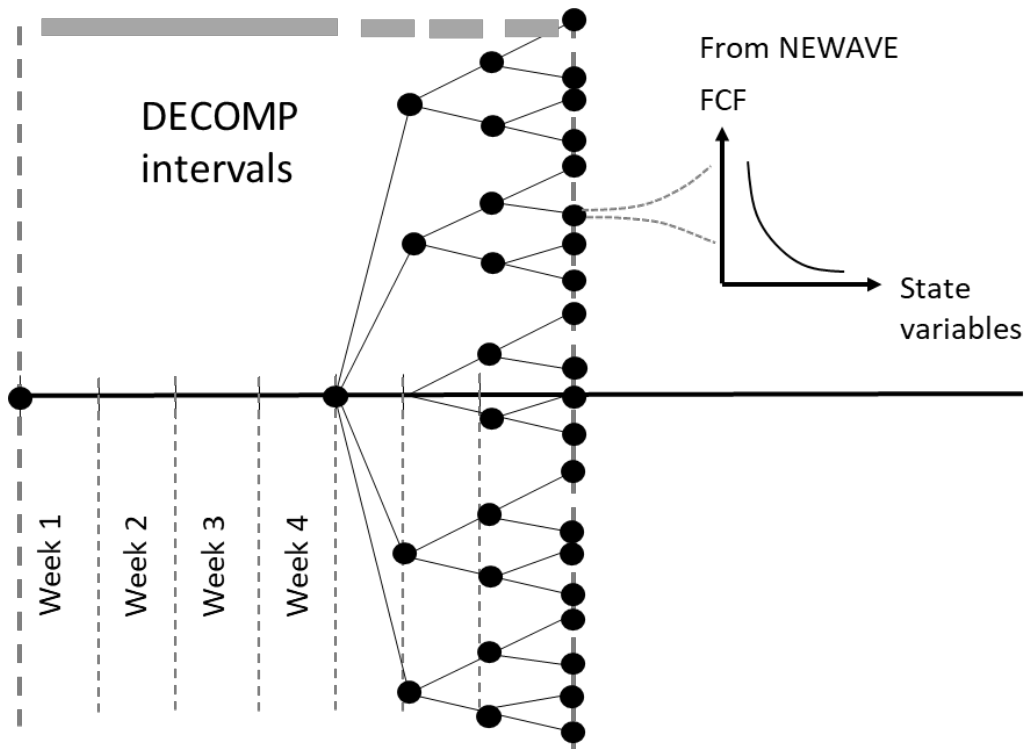 From NEWAVE
FCF
DECOMP
intervals
State
variables
Week 1
Week 2
Week 3
Week 4